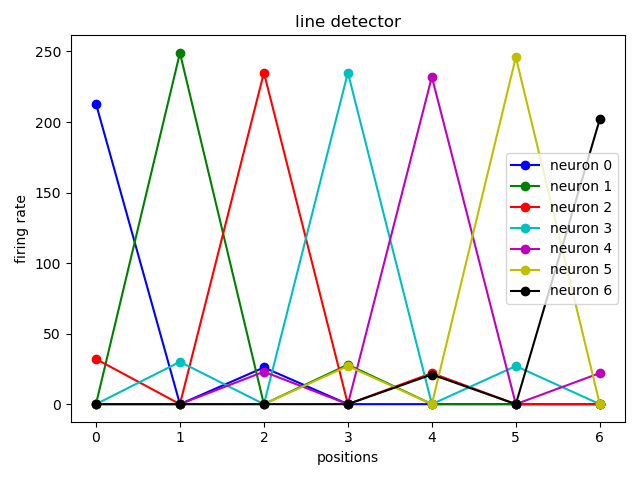 line detector
firing rate
250
200
150
100
50
0
neuron 0
neuron 1
neuron 2
neuron 3
neuron 4
neuron 5
neuron 6
0 1 2 3 4 5 6
positions